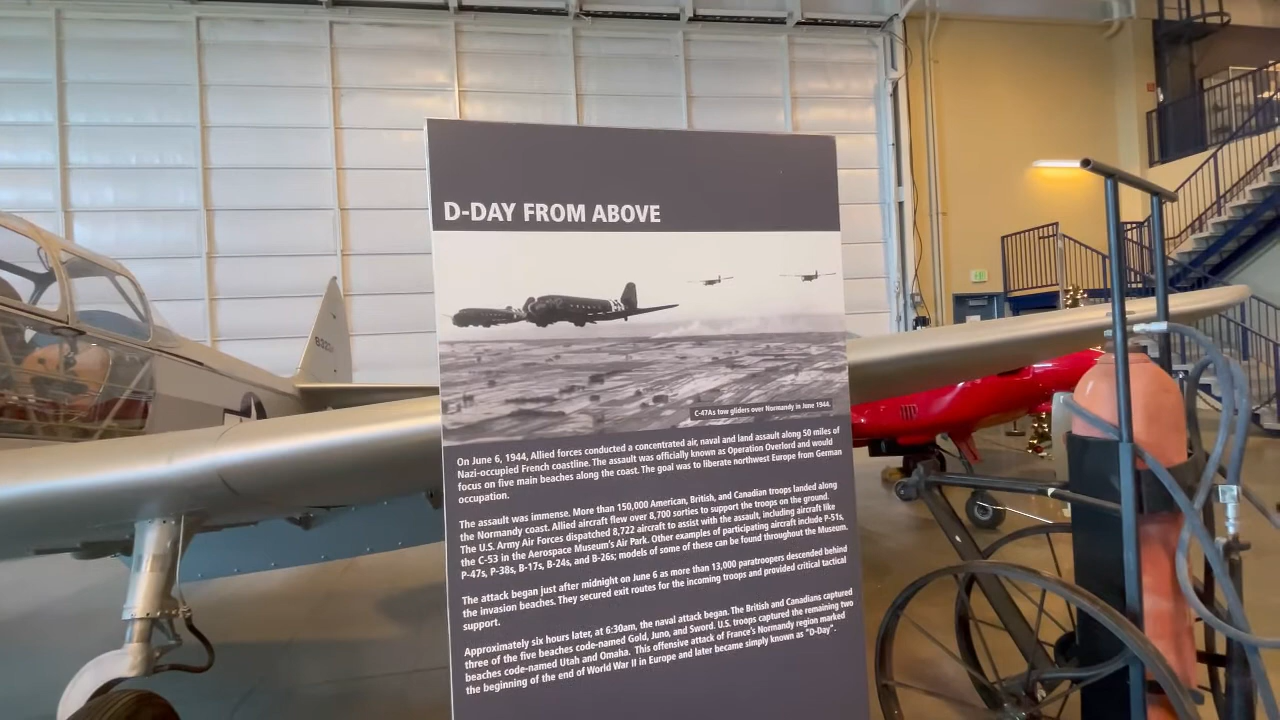 D-DAY FROM ABOVE
C-47As tow gliders over Normandy in June 1944.
On June 6, 1944, Allied forces conducted a concentrated air, naval and land assault along 50 miles of
Nazi-occupied French coastline. The assault was officially known as Operation Overlord and would
focus on five main beaches along the coast. The goal was to liberate northwest Europe from German
occupation.
The assault was immense. More than 150,000 American, British, and Canadian troops landed along
the Normandy coast. Allied aircraft flew over 8,700 sorties to support the troops on the ground.
The U.S. Army Air Forces dispatched 8,722 aircraft to assist with the assault, including aircraft like
the C-53 in the Aerospace Museum's Air Park. Other examples of participating aircraft include P-51s,
P-47s, P-38s, B-17s, B-24s, and B-26s; models of some of these can be found throughout the Museum.
The attack began just after midnight on June 6 as more than 13,000 paratroopers descended behind
the invasion beaches. They secured exit routes for the incoming troops and provided critical tactical
support.
Approximately six hours later, at 6:30am, the naval attack began. The British and Canadians captured
three of the five beaches code-named Gold, Juno, and Sword. U.S. troops captured the remaining two
beaches code-named Utah and Omaha. This offensive attack of France's Normandy region marked
the beginning of the end of World War II in Europe and later became simply known as "D-Day".